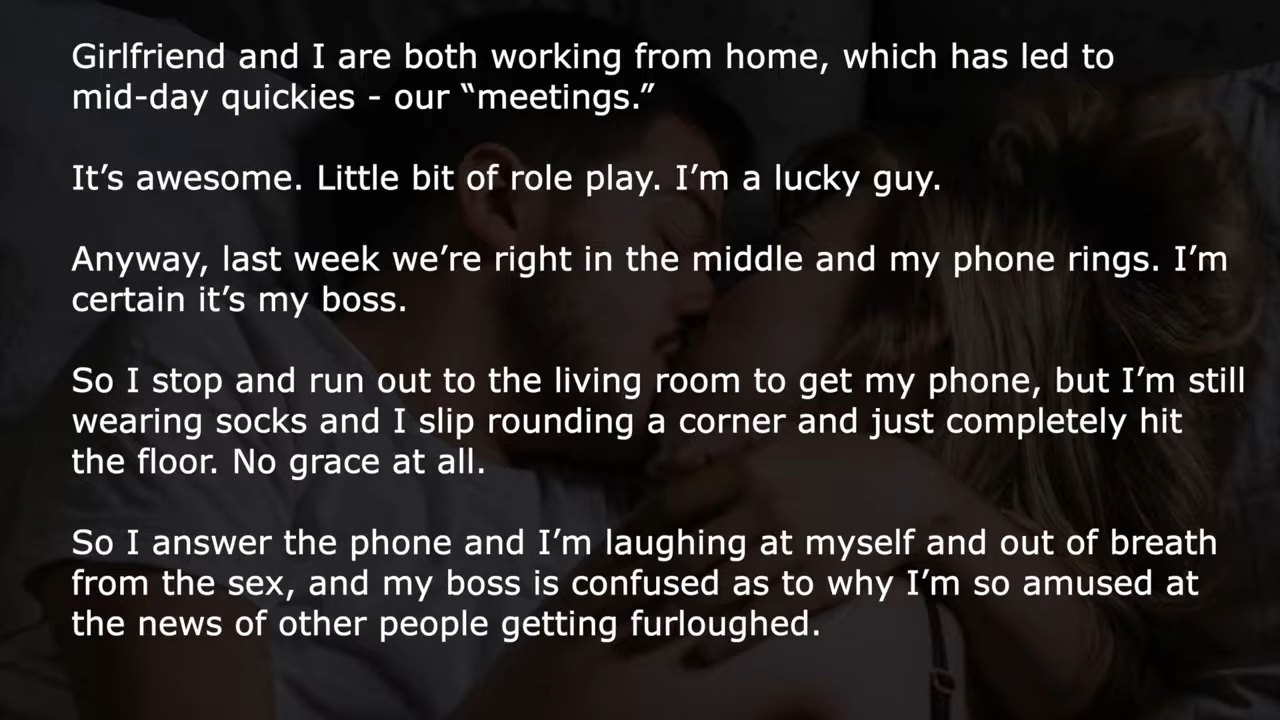 Girlfriend and I are both working from home, which has led to
mid-day quickies - our “meetings.”
It’s awesome. Little bit of role play. I’m a lucky guy.
Anyway, last week we’re right in the middle and my phone rings. I’m
certain it’s my boss.
So I stop and run out to the living room to get my phone, but I’m still
wearing socks and I slip rounding a corner and just completely hit
the floor. No grace at all.
So I answer the phone and I’m laughing at myself and out of breath
from the sex, and my boss is confused as to why I’m so amused at
the news of other people getting furloughed.